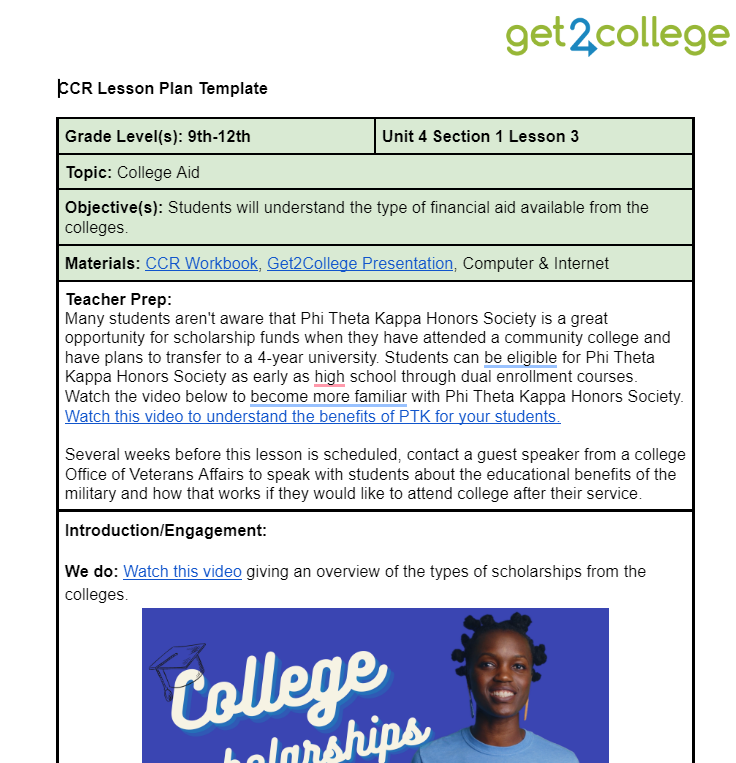 get2college
CCR Lesson Plan Template
Grade Level(s): 9th-12th
Unit 4 Section 1 Lesson 3
Topic: College Aid
Objective(s): Students will understand the type of financial aid available from the
colleges.
Materials: CCR Workbook, Get2College Presentation, Computer & Internet
Teacher Prep:
Many students aren't aware that Phi Theta Kappa Honors Society is a great
opportunity for scholarship funds when they have attended a community college and
have plans to transfer to a 4-year university. Students can be eligible for Phi Theta
Kappa Honors Society as early as high school through dual enrollment courses.
Watch the video below to become more familiar with Phi Theta Kappa Honors Society.
Watch this video to understand the benefits of PTK for your students.
Several weeks before this lesson is scheduled, contact a guest speaker from a college
Office of Veterans Affairs to speak with students about the educational benefits of the
military and how that works if they would like to attend college after their service.
Introduction/Engagement:
We do: Watch this video giving an overview of the types of scholarships from the
colleges.
College
scholarships